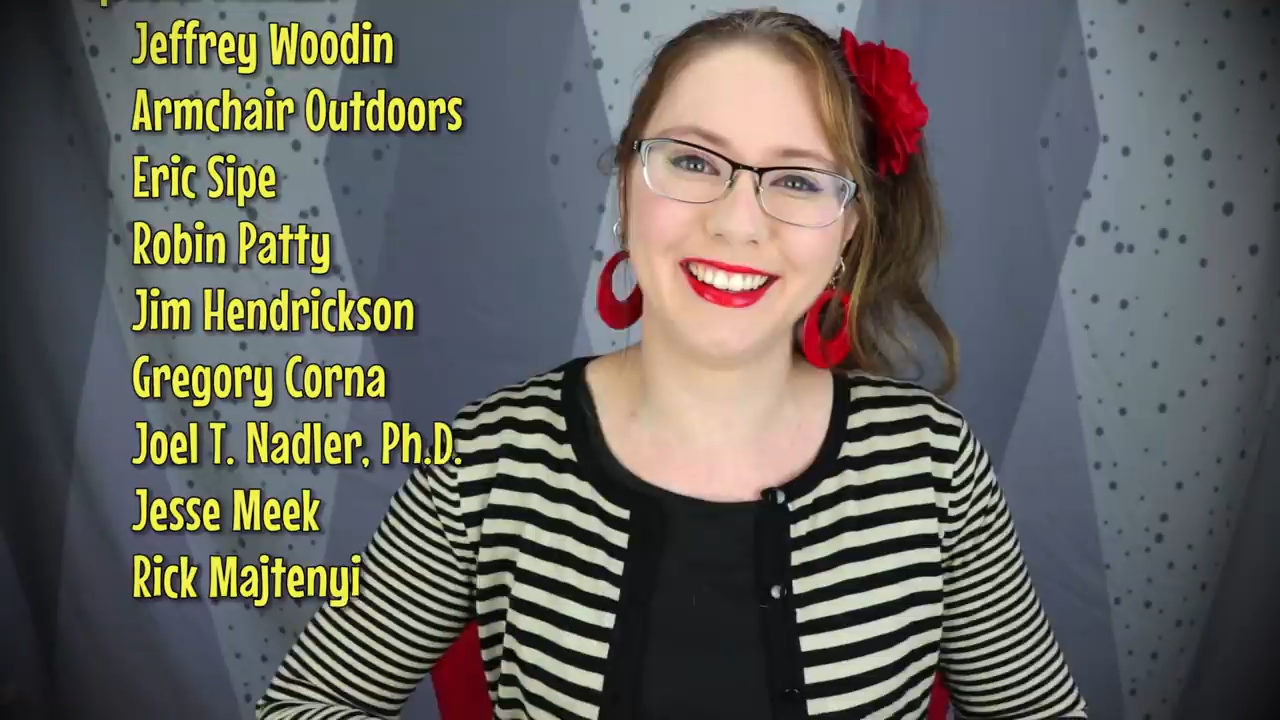 Jeffrey Woodin
Armchair Outdoors
Eric Sipe
Robin Patty
Jim Hendrickson
Gregory Corna
Joel T. Nadler, Ph.D.
Jesse Meek
Rick Majtenyi